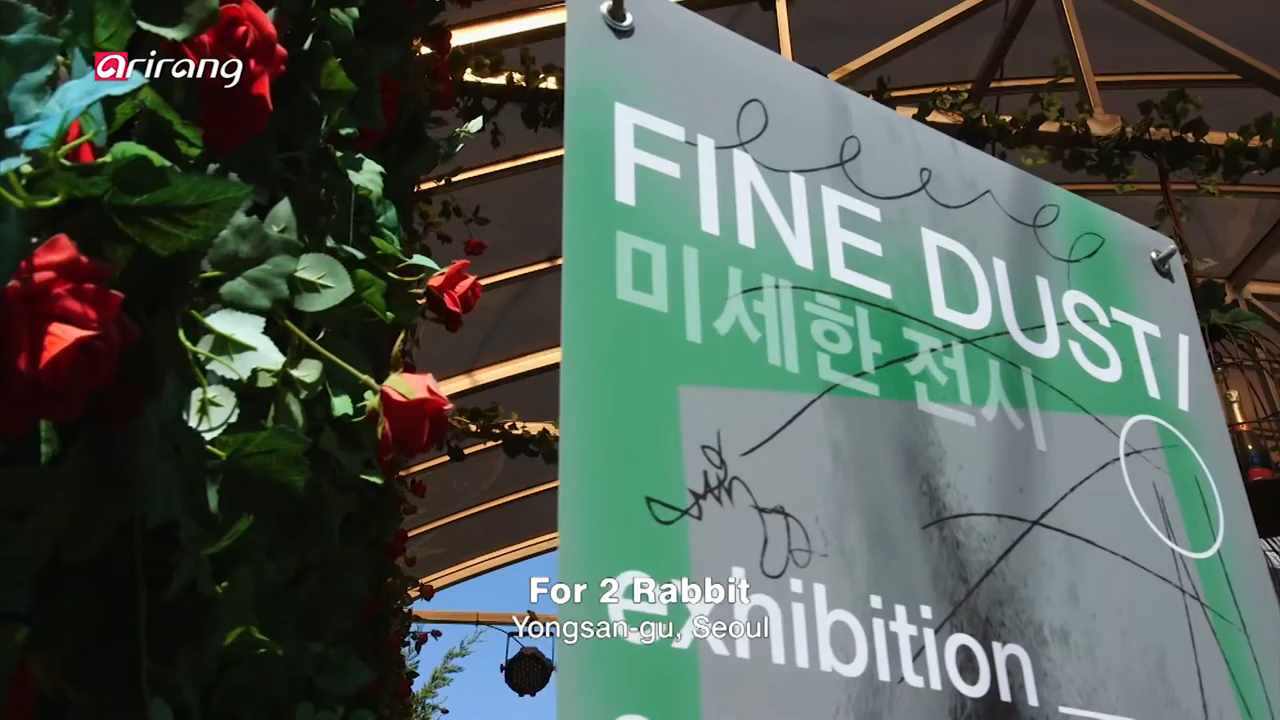 arirang
FINE DUST!
미세한 전시
exhibition
For 2 Rabbit
Yongsan-gu, Seoul